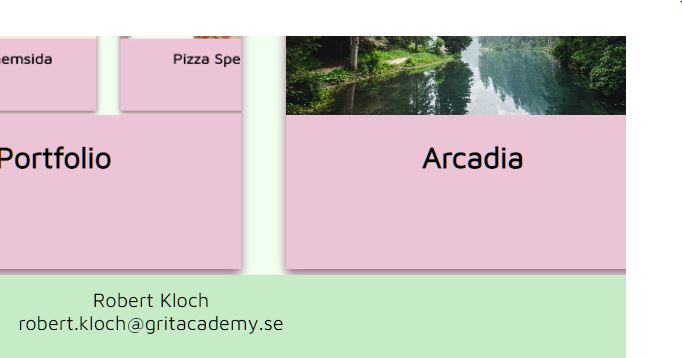 emsida
Pizza Spe
Portfolio
Arcadia
Robert Kloch
robert.kloch@gritacademy.se